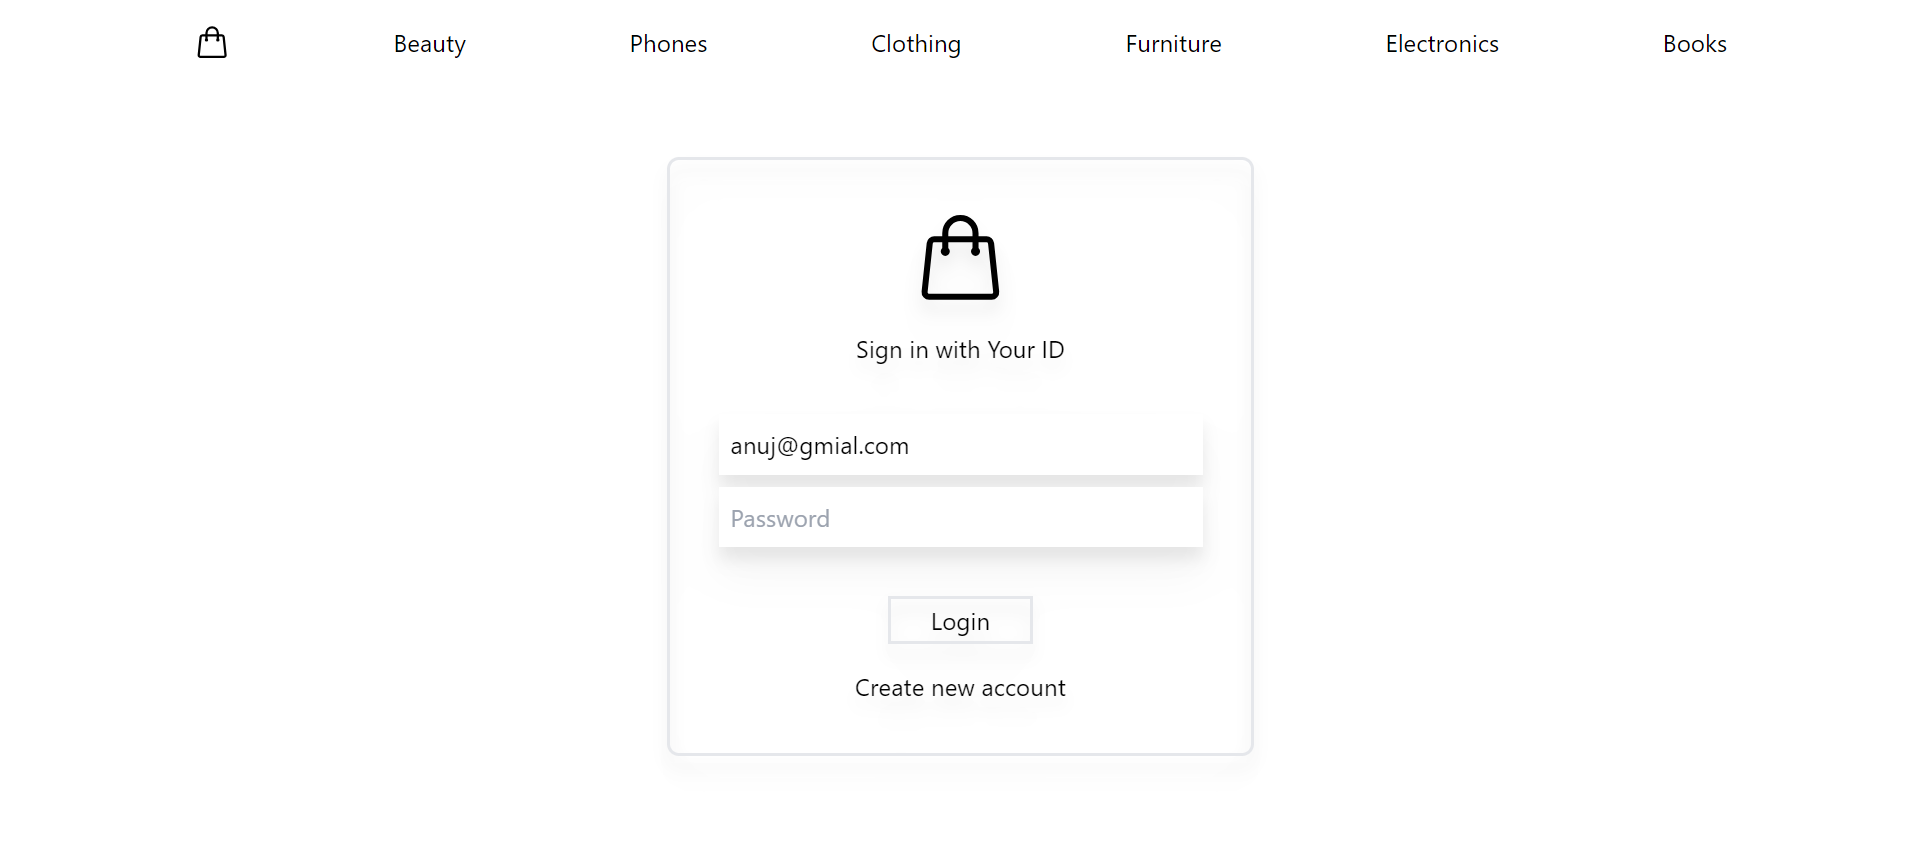 Beauty Phones Clothing Furniture Electronics Books
Sign in with Your ID
anuj@gmial.com
Password
Login
Create new account